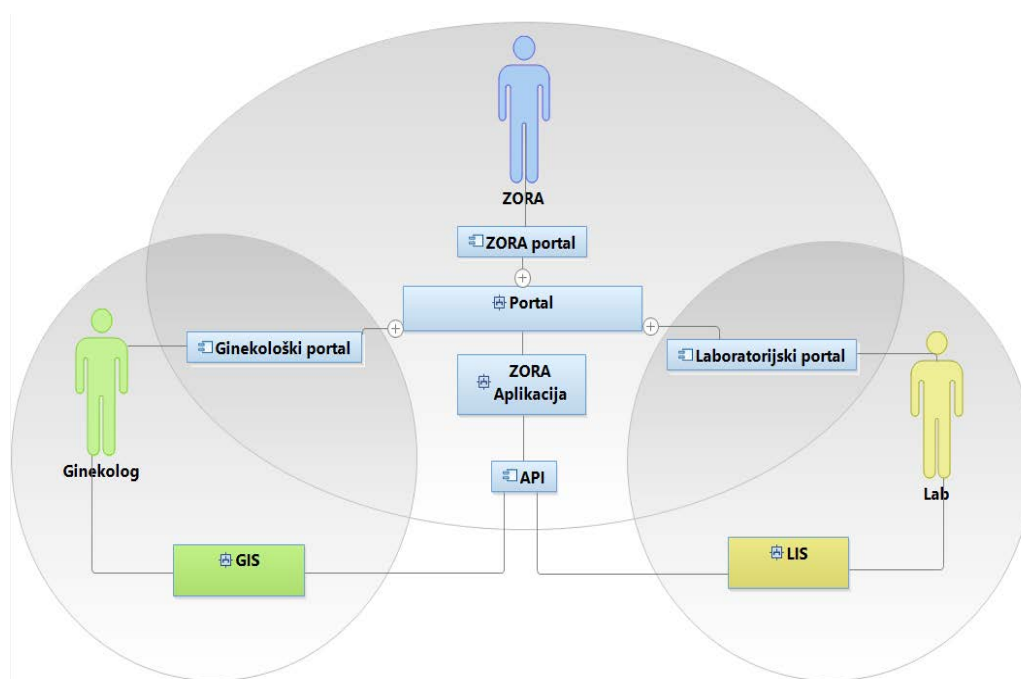 ZORA
ZORA portal
Portal
Ginekološki portal
Laboratorijski portal
ZORA
Aplikacija
Ginekolog
API
Lab
GIS
LIS